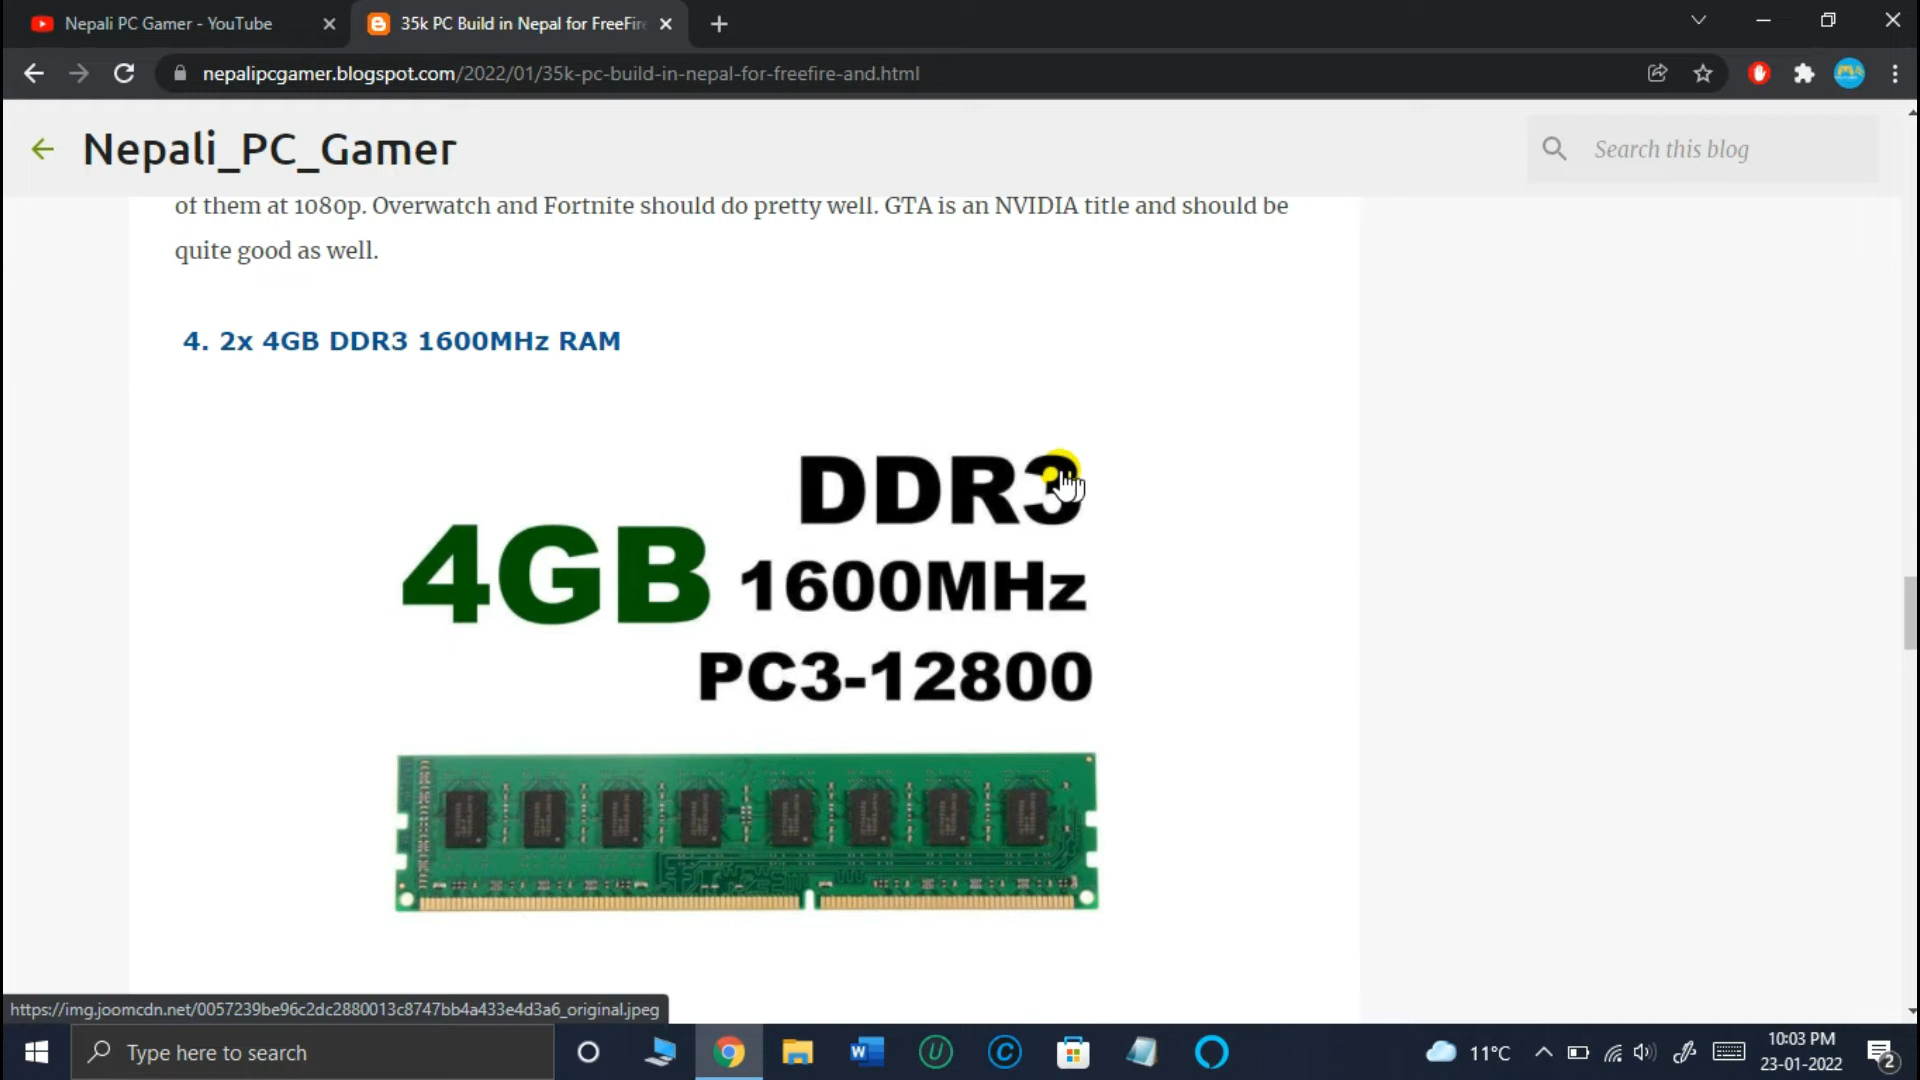 Nepali PC Gamer - YouTube
35k PC Build in Nepal for FreeFire
nepalipcgamer.blogspot.com/2022/01/35k-pc-build-in-nepal-for-freefire-and.html
Nepali_PC_Gamer
Search this blog
of them at 1080p. Overwatch and Fortnite should do pretty well. GTA is an NVIDIA title and should be
quite good as well.
4. 2x 4GB DDR3 1600MHz RAM
DDR3
4GB 1600MHz
PC3-12800
https://img.joomcdn.net/0057239be96c2dc2880013c8747bb4a433e4d3a6_original.jpeg
Type here to search
11°C
10:03 PM
23-01-2022
2